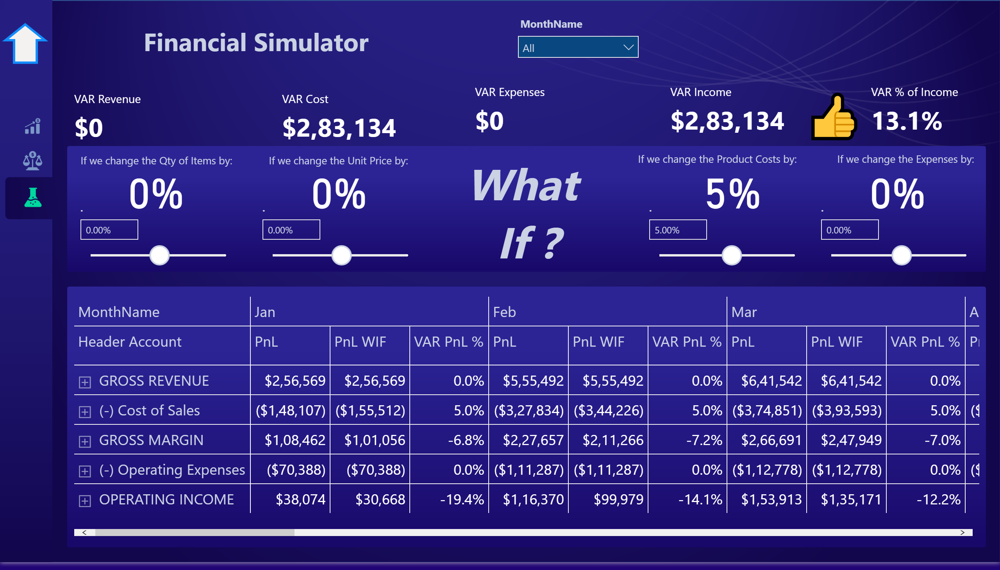 Financial Simulator
MonthName
All
VAR Revenue
$0
VAR Cost
$2,83,134
VAR Expenses
$0
VAR Income
$2,83,134
VAR % of Income
13.1%
If we change the Qty of Items by:
0%
.
0.00%
If we change the Unit Price by:
0%
.
0.00%
What
If ?
If we change the Product Costs by:
5%
.
5.00%
If we change the Expenses by:
0%
.
0.00%
MonthName Jan Feb Mar A
Header Account PnL PnL WIF VAR PnL % PnL PnL WIF VAR PnL % PnL PnL WIF VAR PnL %
GROSS REVENUE $2,56,569 $2,56,569 0.0% $5,55,492 $5,55,492 0.0% $6,41,542 $6,41,542 0.0%
(-) Cost of Sales ($1,48,107) ($1,55,512) 5.0% ($3,27,834) ($3,44,226) 5.0% ($3,74,851) ($3,93,593) 5.0% ($
GROSS MARGIN $1,08,462 $1,01,056 -6.8% $2,27,657 $2,11,266 -7.2% $2,66,691 $2,47,949 -7.0%
(-) Operating Expenses ($70,388) ($70,388) 0.0% ($1,11,287) ($1,11,287) 0.0% ($1,12,778) ($1,12,778) 0.0% ($
OPERATING INCOME $38,074 $30,668 -19.4% $1,16,370 $99,979 -14.1% $1,53,913 $1,35,171 -12.2%